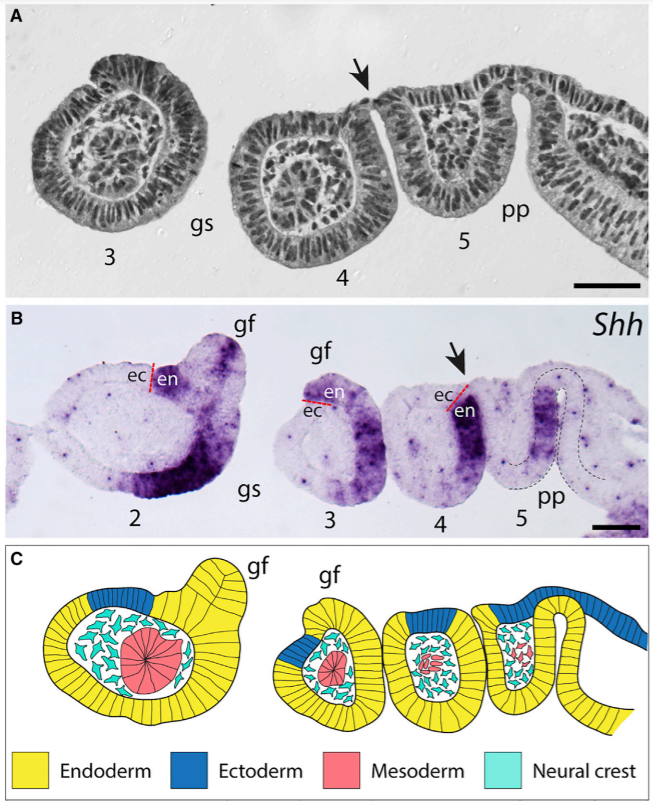 A
gs
pp
3
4
5
B
Shh
gf
gf
ec
en
en
ec
ec
en
gs
pp
2
3
4
5
C
gf
gf
Endoderm
Ectoderm
Mesoderm
Neural crest